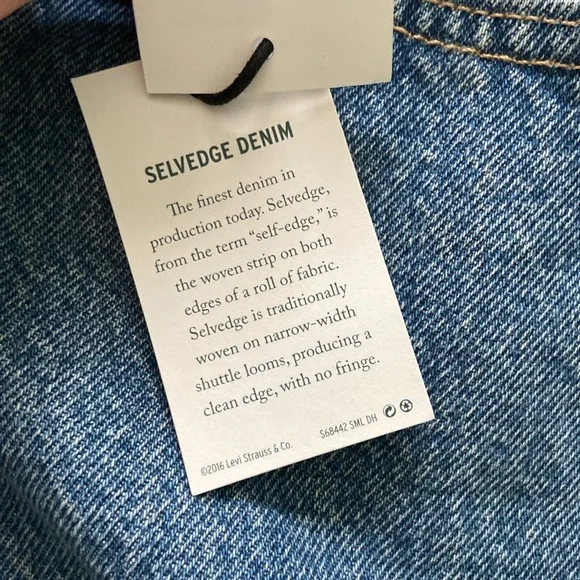 SELVEDGE DENIM
The finest denim in
production today. Selvedge,
from the term “self-edge,” is
the woven strip on both
edges of a roll of fabric.
Selvedge is traditionally
woven on narrow-width
shuttle looms, producing a
clean edge, with no fringe.
©2016 Levi Strauss & Co. S68442 SML DH